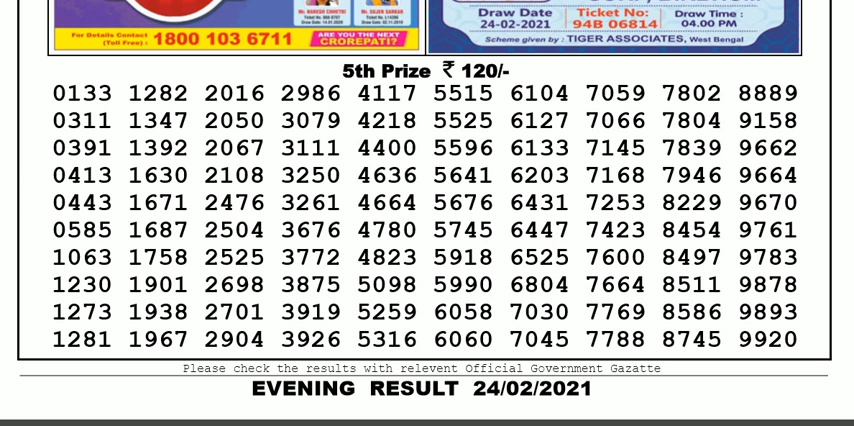 Mr. NARESH CHHETRI
Mr. SAJEN SARKAR
For Details Contact
(Toll Free) : 1800 103 6711
ARE YOU THE NEXT
CROREPATI?
Draw Date
24-02-2021
Ticket No:
94B 06814
Draw Time :
04.00 PM
Scheme given by : TIGER ASSOCIATES, West Bengal
5th Prize ₹ 120/-
0133 1282 2016 2986 4117 5515 6104 7059 7802 8889
0311 1347 2050 3079 4218 5525 6127 7066 7804 9158
0391 1392 2067 3111 4400 5596 6133 7145 7839 9662
0413 1630 2108 3250 4636 5641 6203 7168 7946 9664
0443 1671 2476 3261 4664 5676 6431 7253 8229 9670
0585 1687 2504 3676 4780 5745 6447 7423 8454 9761
1063 1758 2525 3772 4823 5918 6525 7600 8497 9783
1230 1901 2698 3875 5098 5990 6804 7664 8511 9878
1273 1938 2701 3919 5259 6058 7030 7769 8586 9893
1281 1967 2904 3926 5316 6060 7045 7788 8745 9920
Please check the results with relevent Official Government Gazatte
EVENING RESULT 24/02/2021